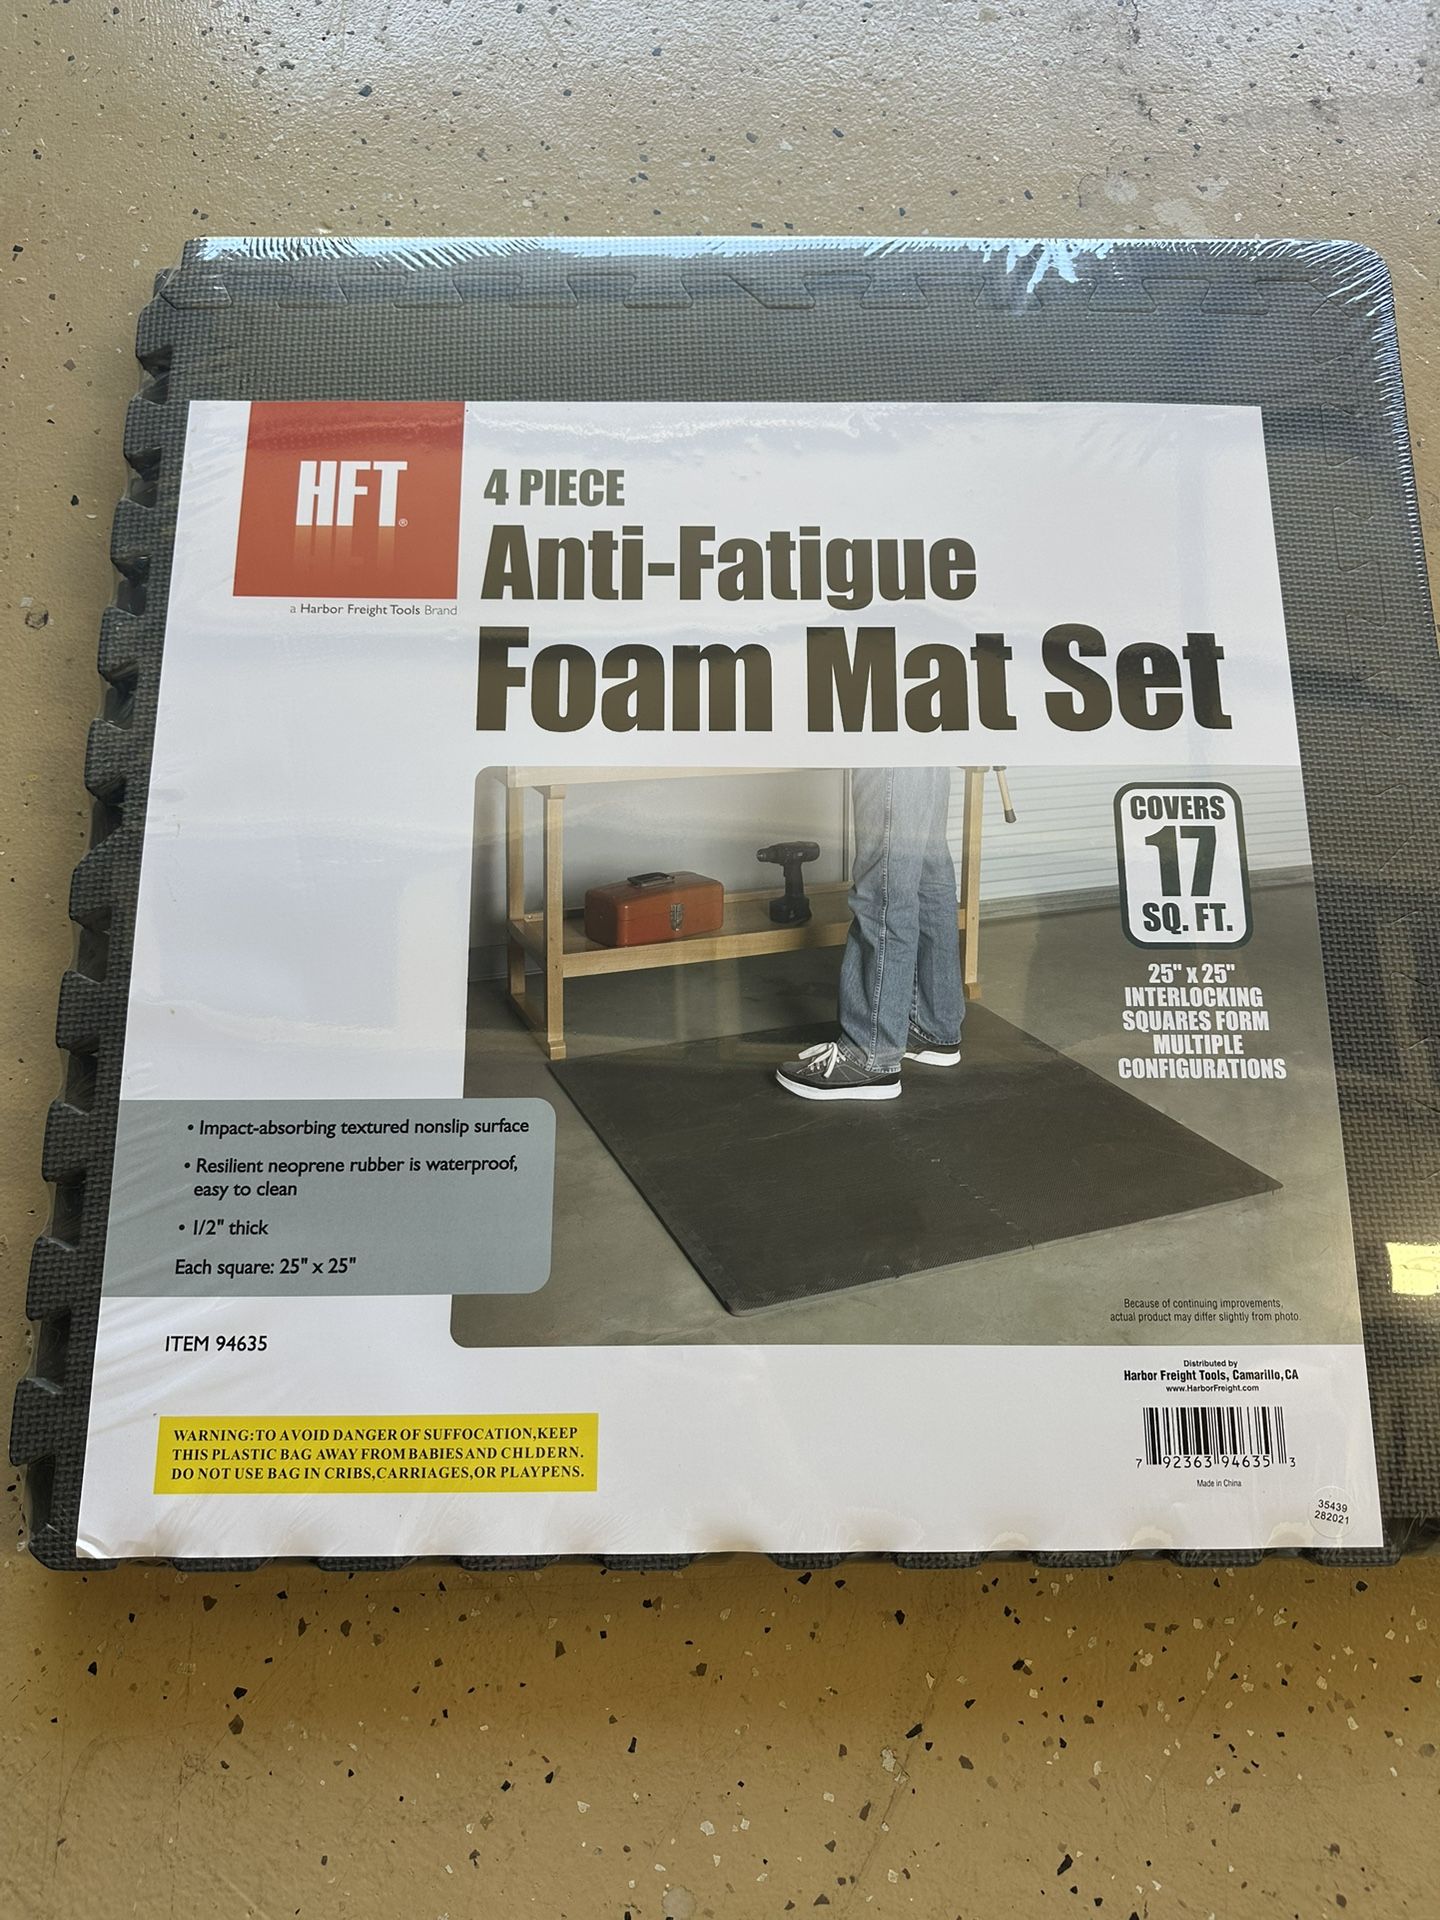 HFT®
a Harbor Freight Tools Brand
4 PIECE
Anti-Fatigue
Foam Mat Set
COVERS
17
SQ. FT.
25" x 25"
INTERLOCKING
SQUARES FORM
MULTIPLE
CONFIGURATIONS
• Impact-absorbing textured nonslip surface
• Resilient neoprene rubber is waterproof,
easy to clean
• 1/2" thick
Each square: 25" x 25"
Because of continuing improvements,
actual product may differ slightly from photo.
ITEM 94635
WARNING:TO AVOID DANGER OF SUFFOCATION,KEEP
THIS PLASTIC BAG AWAY FROM BABIES AND CHLDERN.
DO NOT USE BAG IN CRIBS,CARRIAGES,OR PLAYPENS.
Distributed by
Harbor Freight Tools, Camarillo, CA
www.HarborFreight.com
7 92363 94635 3
Made in China
35439
282021